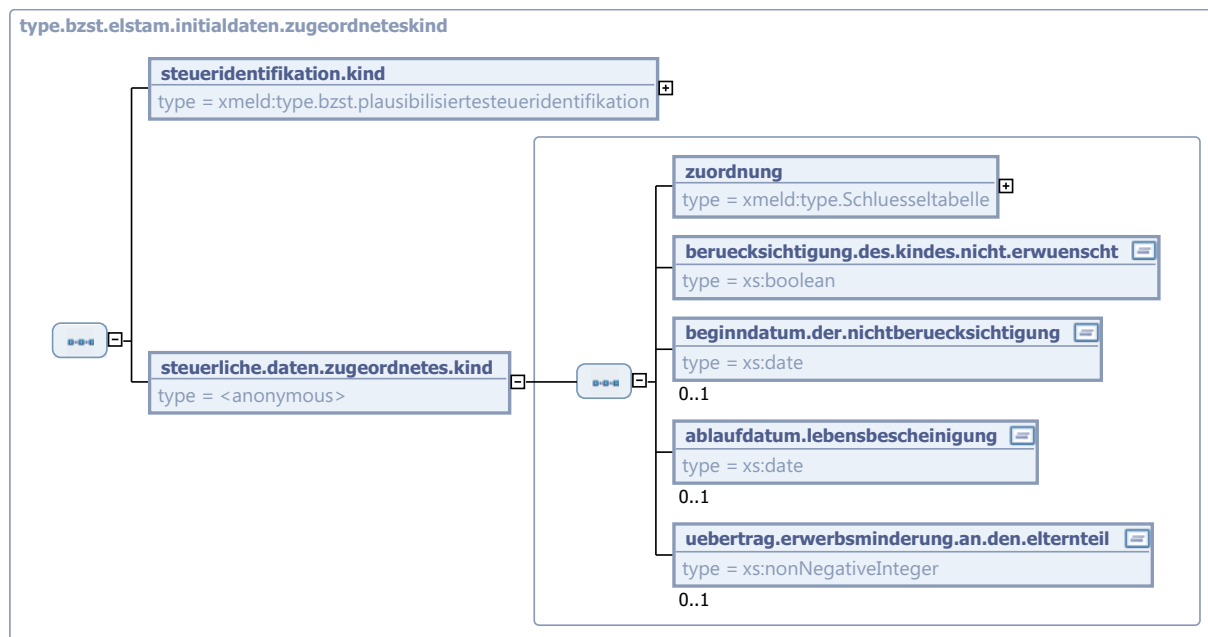 type.bzst.elstam.initialdaten.zugeordneteskind
steueridentifikation.kind
type = xmeld:type.bzst.plausibilisiertesteueridentifikation
zuordnung
type = xmeld:type.Schluesseltabelle
beruecksichtigung.des.kindes.nicht.erwuenscht
type = xs:boolean
beginndatum.der.nichtberuecksichtigung
type = xs:date
0..1
steuerliche.daten.zugeordnetes.kind
type = <anonymous>
ablaufdatum.lebensbescheinigung
type = xs:date
0..1
uebertrag.erwerbsminderung.an.den.elternteil
type = xs:nonNegativeInteger
0..1